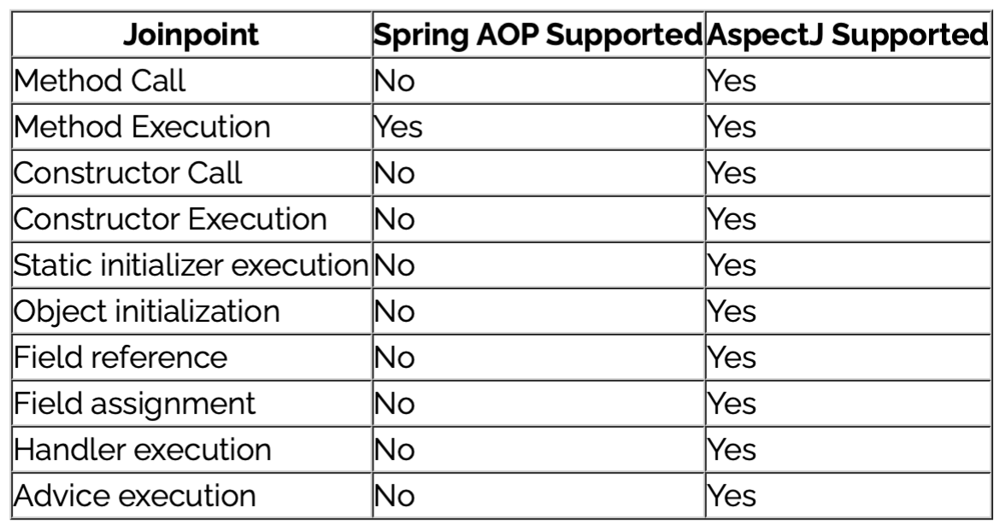 Joinpoint Spring AOP Supported AspectJ Supported
Method Call No Yes
Method Execution Yes Yes
Constructor Call No Yes
Constructor Execution No Yes
Static initializer execution No Yes
Object initialization No Yes
Field reference No Yes
Field assignment No Yes
Handler execution No Yes
Advice execution No Yes